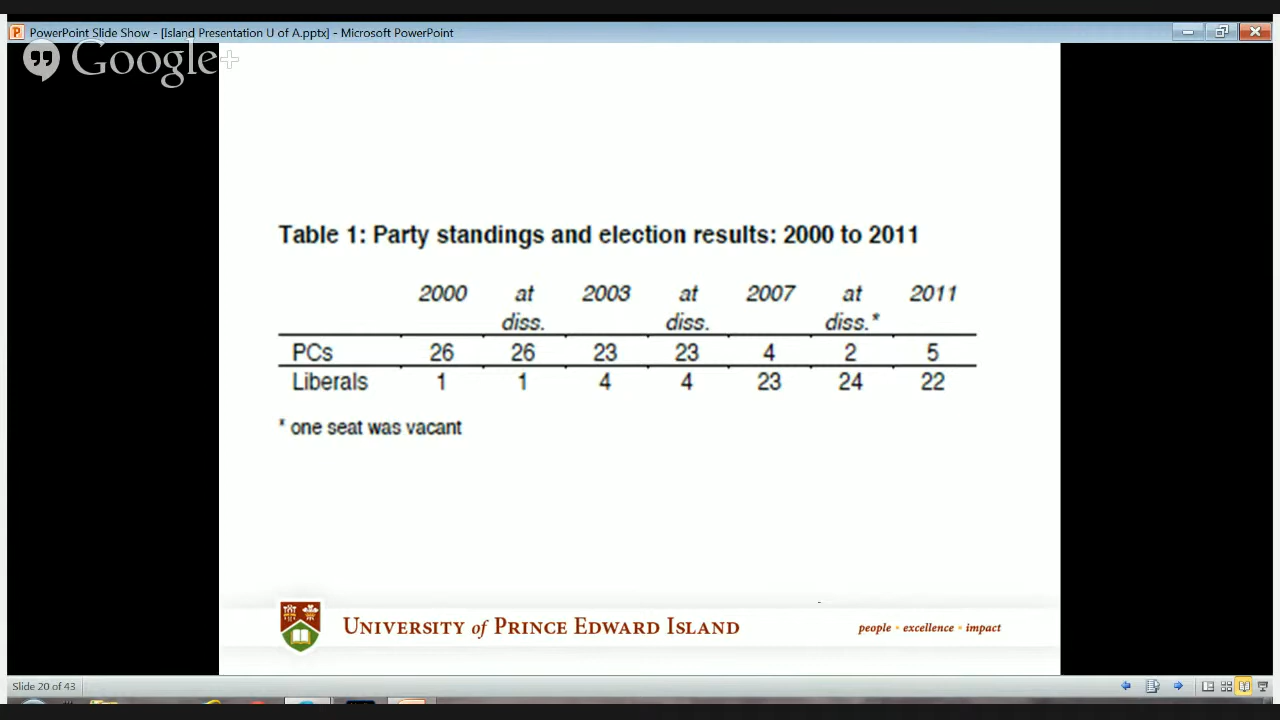 PowerPoint Slide Show - [Island Presentation U of A.pptx] - Microsoft PowerPoint
Google+
Table 1: Party standings and election results: 2000 to 2011
2000 at diss. 2003 at diss. 2007 at diss.* 2011
PCs 26 26 23 23 4 2 5
Liberals 1 1 4 4 23 24 22
* one seat was vacant
UNIVERSITY of PRINCE EDWARD ISLAND
people • excellence • impact
Slide 20 of 43